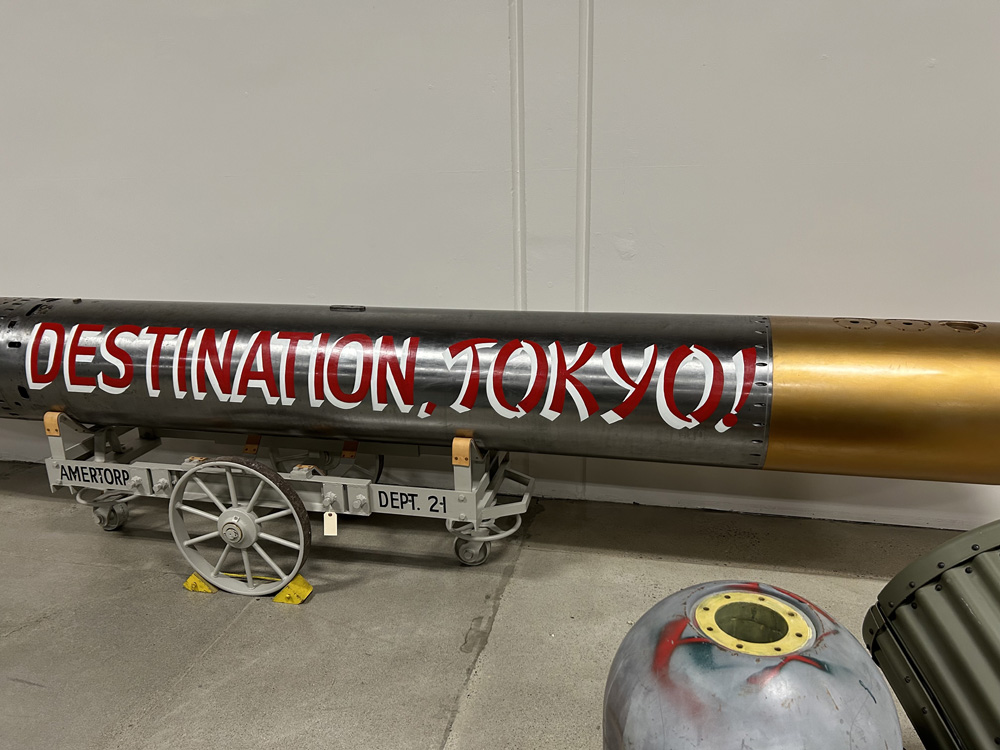 DESTINATION, TOKYO!
AMERTORP DEPT. 21